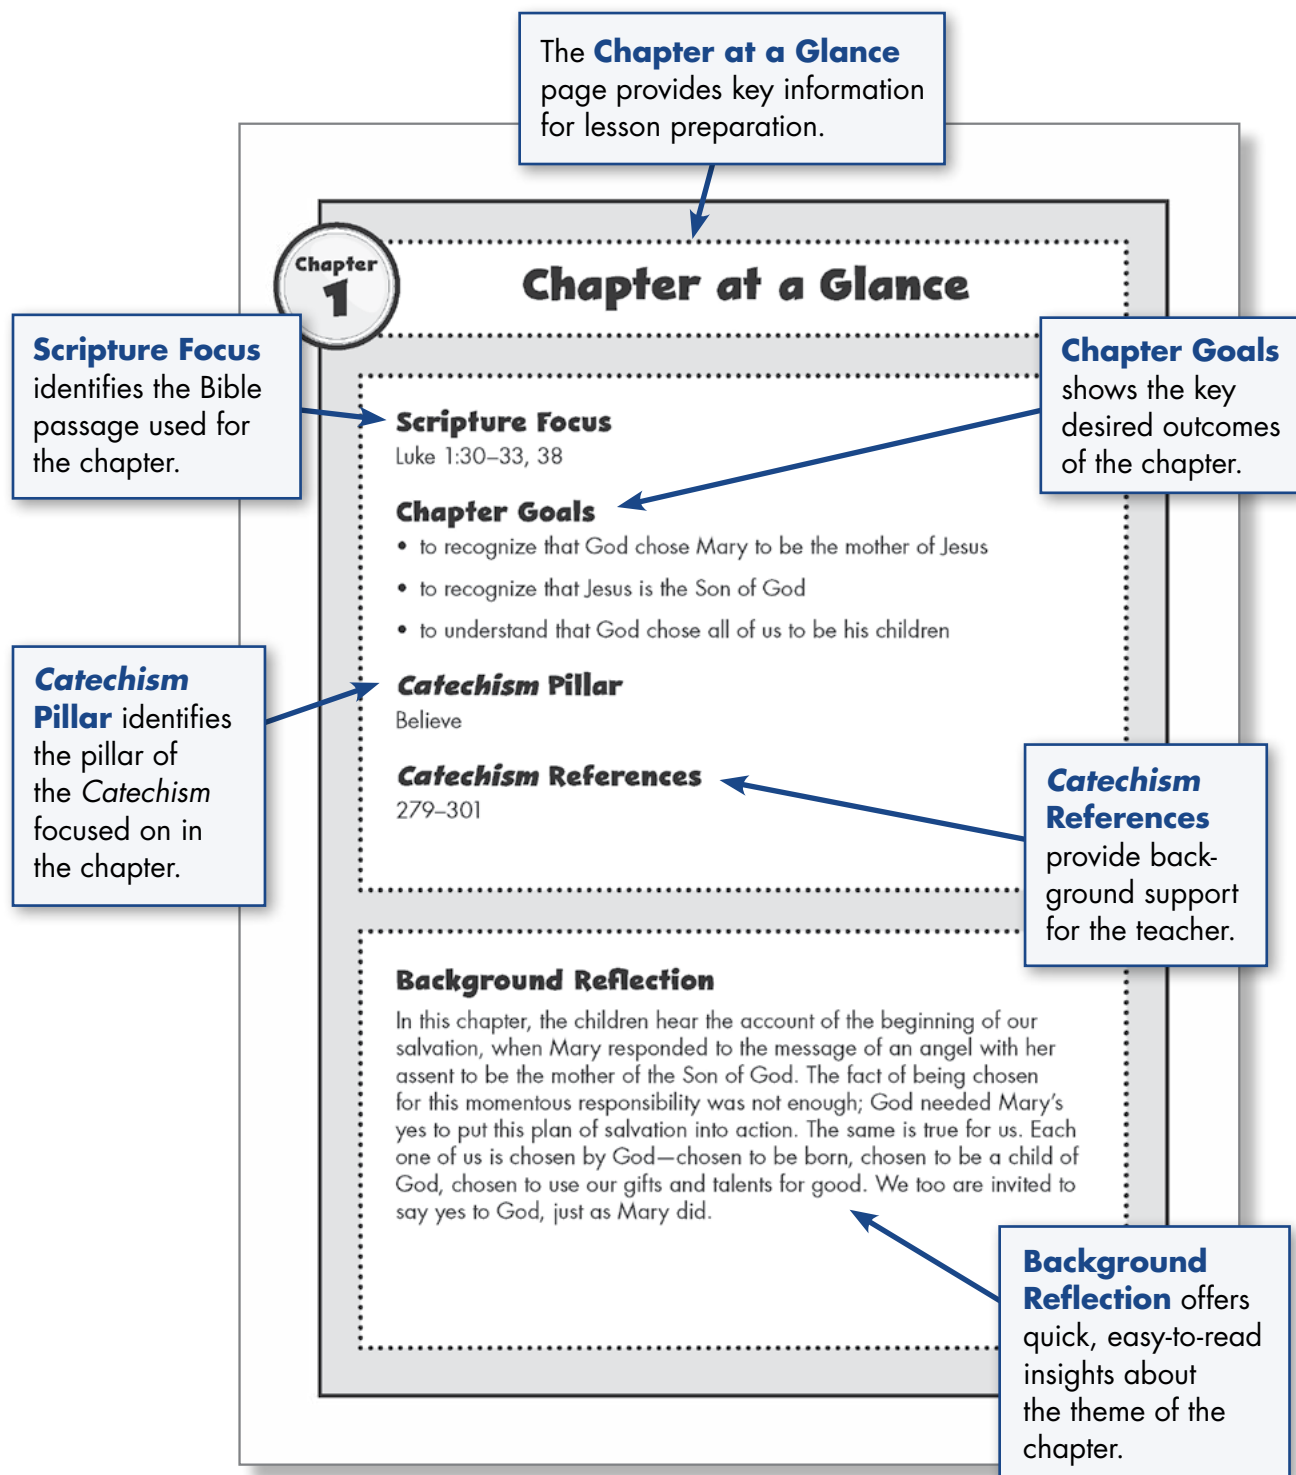 The Chapter at a Glance
page provides key information
for lesson preparation.
Chapter
1
Chapter at a Glance
Scripture Focus
identifies the Bible
passage used for
the chapter.
Chapter Goals
shows the key
desired outcomes
of the chapter.
Scripture Focus
Luke 1:30–33, 38
Chapter Goals
• to recognize that God chose Mary to be the mother of Jesus
• to recognize that Jesus is the Son of God
• to understand that God chose all of us to be his children
Catechism
Pillar identifies
the pillar of
the Catechism
focused on in
the chapter.
Catechism Pillar
Believe
Catechism References
279–301
Catechism
References
provide back-
ground support
for the teacher.
Background Reflection
In this chapter, the children hear the account of the beginning of our
salvation, when Mary responded to the message of an angel with her
assent to be the mother of the Son of God. The fact of being chosen
for this momentous responsibility was not enough; God needed Mary’s
yes to put this plan of salvation into action. The same is true for us. Each
one of us is chosen by God—chosen to be born, chosen to be a child of
God, chosen to use our gifts and talents for good. We too are invited to
say yes to God, just as Mary did.
Background
Reflection offers
quick, easy-to-read
insights about
the theme of the
chapter.